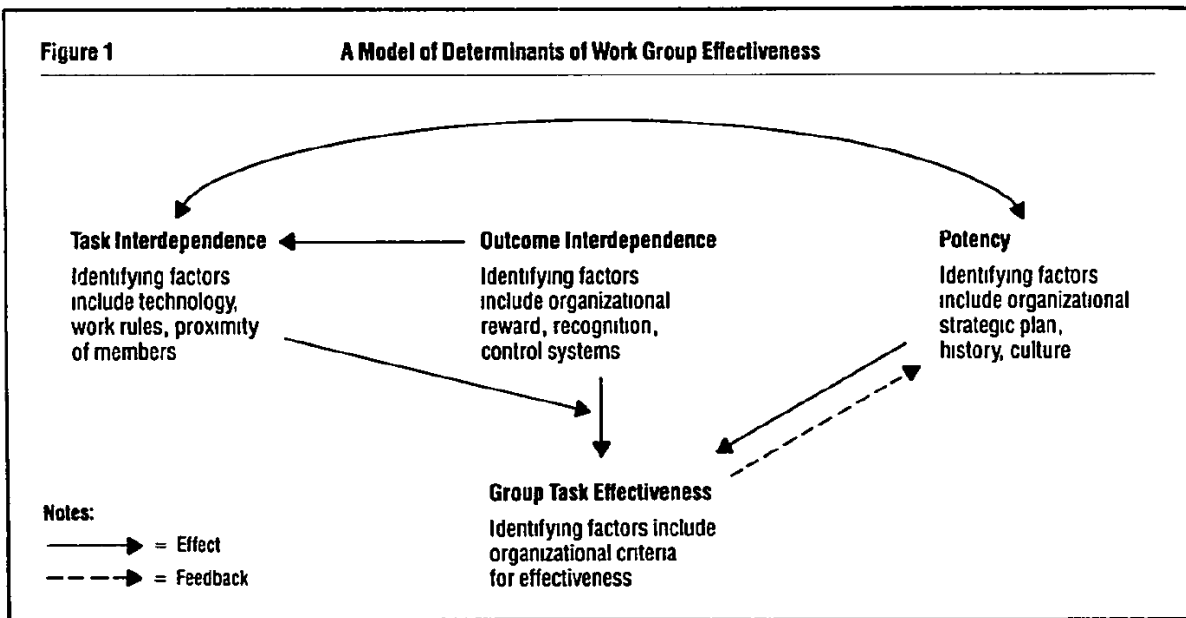 Figure 1
A Model of Determinants of Work Group Effectiveness
Task Interdependence
Identifying factors
include technology,
work rules, proximity
of members
Outcome Interdependence
Identifying factors
include organizational
reward, recognition,
control systems
Potency
Identifying factors
include organizational
strategic plan,
history, culture
Group Task Effectiveness
Identifying factors include
organizational criteria
for effectiveness
Notes:
= Effect
= Feedback